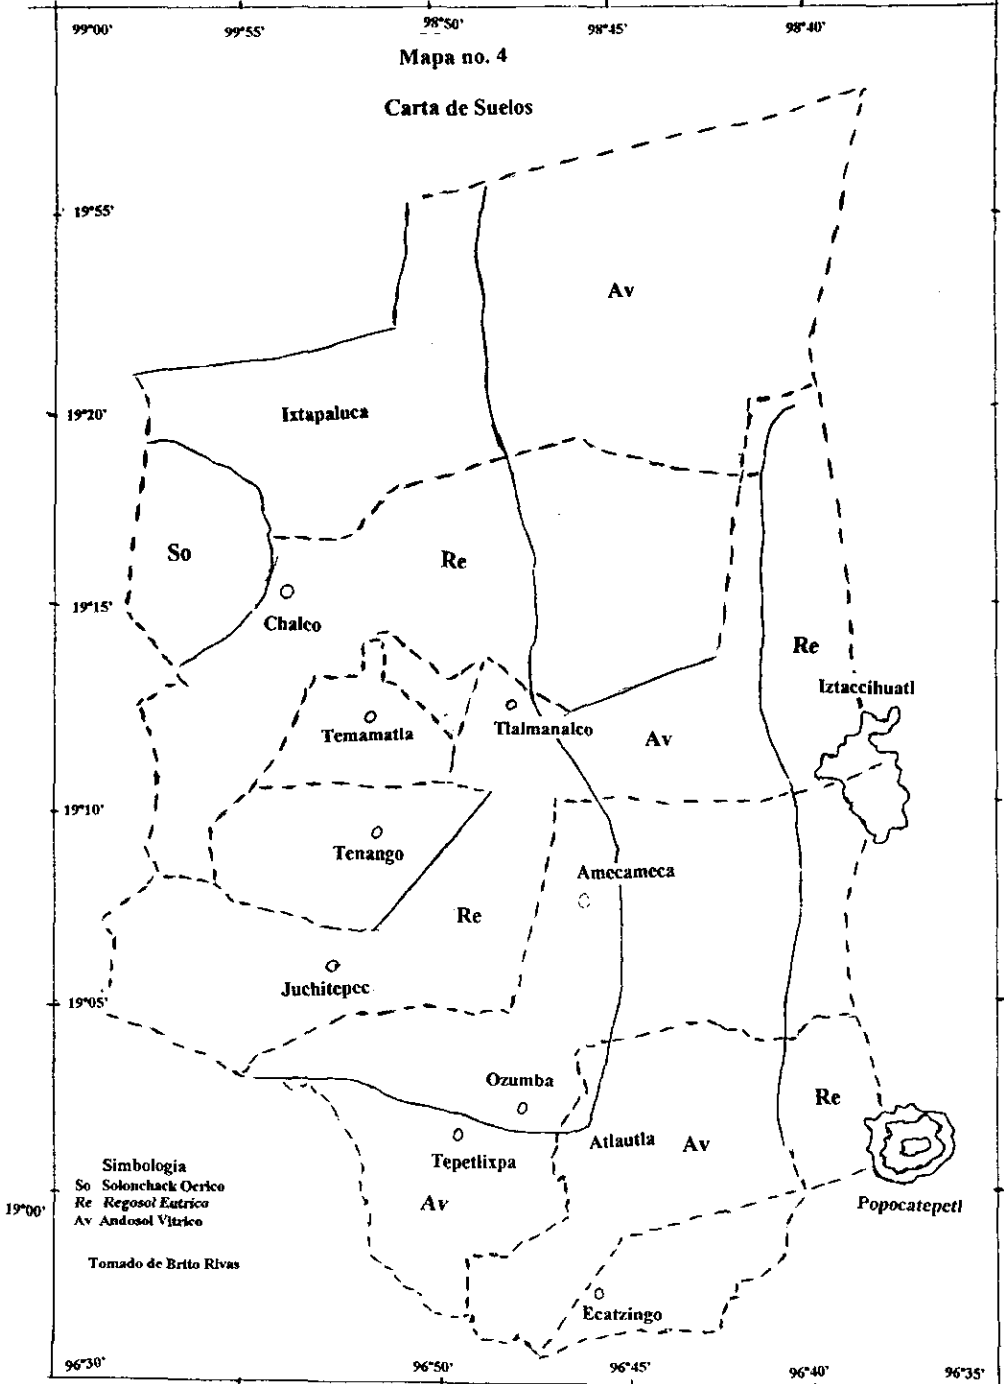 99°00' 99°55' 98°50' 98°45' 98°40'
Mapa no. 4
Carta de Suelos
19°55'
Av
19°20'
Ixtapaluca
So
Re
19°15'
Chalco
Re
Iztaccihuatl
Temamatla
Tlalmanalco
Av
19°10'
Tenango
Amecameca
Re
Juchitepec
19°05'
Ozumba
Re
Atlautla
Av
Tepetlixpa
Simbologia
So Solonchack Ocrico
Re Regosol Eutrico
Av Andosol Vitrico
Av
19°00'
Popocatepetl
Tomado de Brito Rivas
Ecatzingo
96°30' 96°50' 96°45' 96°40' 96°35'